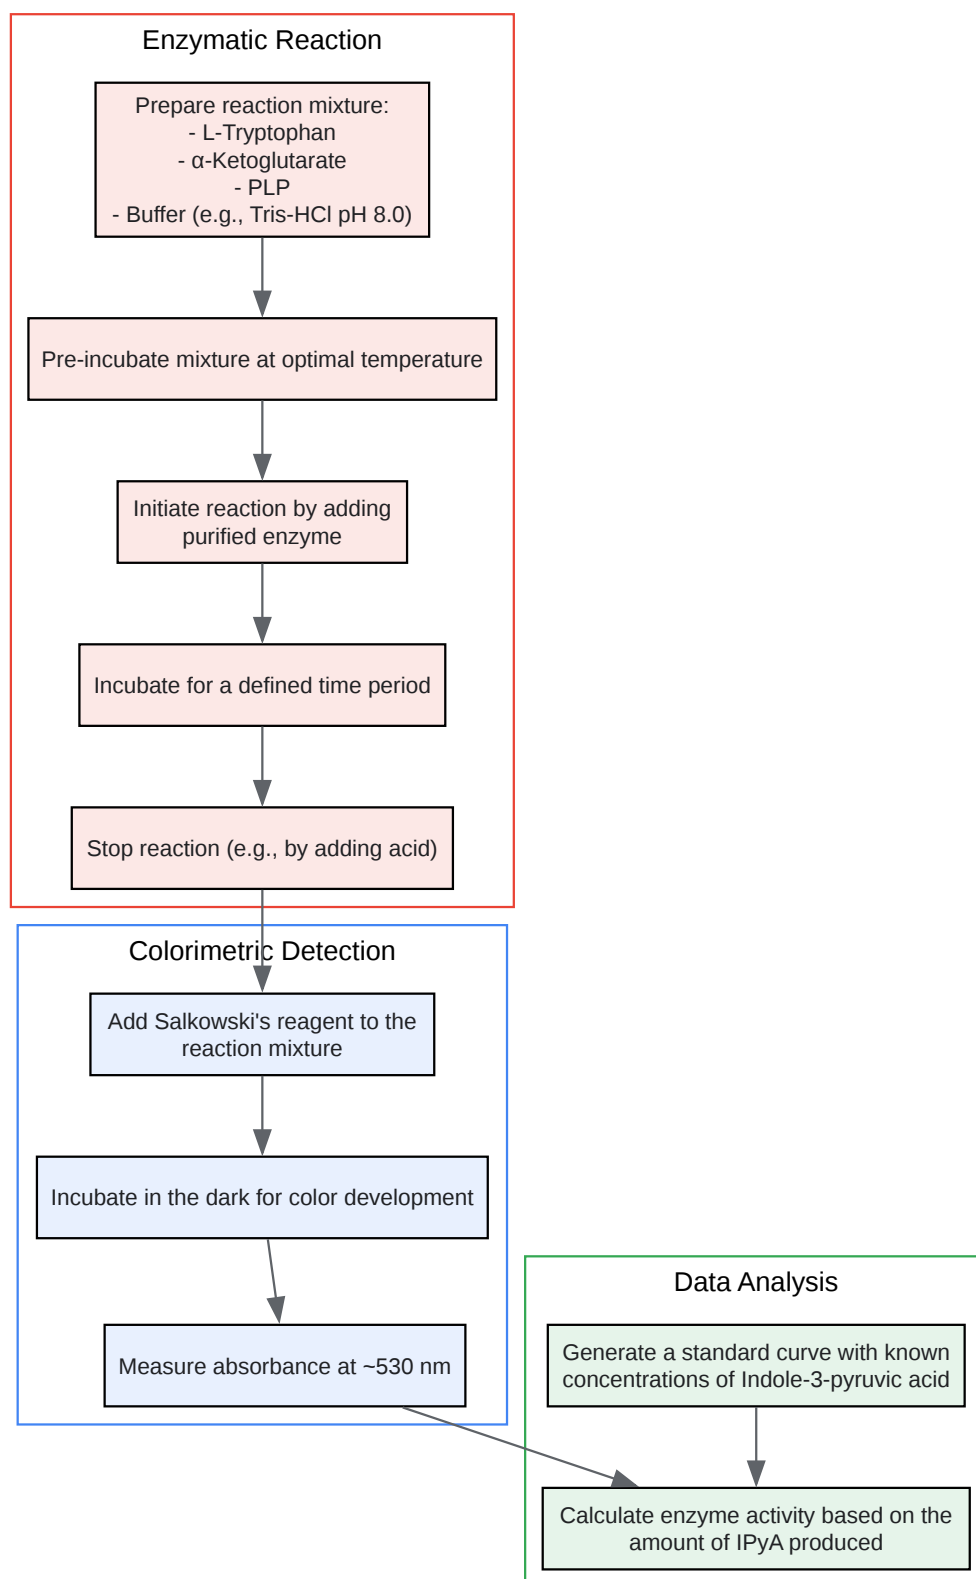 Enzymatic Reaction
Prepare reaction mixture:
- L-Tryptophan
- α-Ketoglutarate
- PLP
- Buffer (e.g., Tris-HCl pH 8.0)
Pre-incubate mixture at optimal temperature
Initiate reaction by adding
purified enzyme
Incubate for a defined time period
Stop reaction (e.g., by adding acid)
Colorimetric Detection
Add Salkowski's reagent to the
reaction mixture
Incubate in the dark for color development
Measure absorbance at ~530 nm
Data Analysis
Generate a standard curve with known
concentrations of Indole-3-pyruvic acid
Calculate enzyme activity based on the
amount of IPyA produced